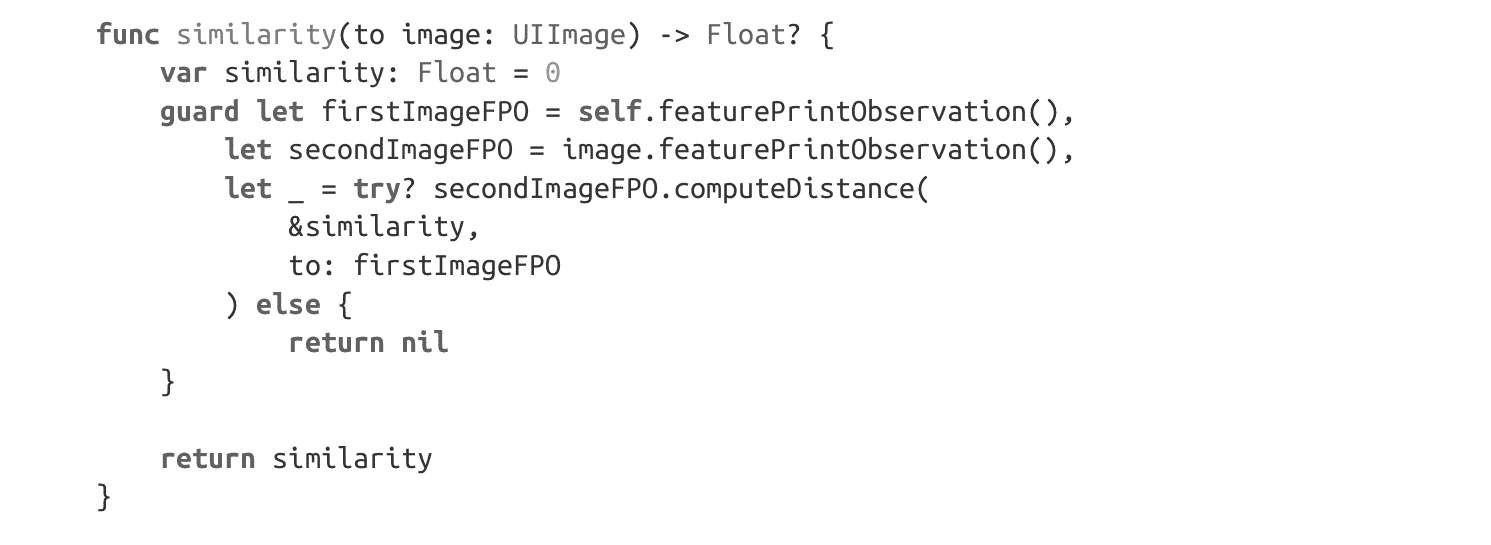 func similarity(to image: UIImage) -> Float? {
    var similarity: Float = 0
    guard let firstImageFPO = self.featurePrintObservation(),
        let secondImageFPO = image.featurePrintObservation(),
        let _ = try? secondImageFPO.computeDistance(
            &similarity,
            to: firstImageFPO
        ) else {
            return nil
    }

    return similarity
}